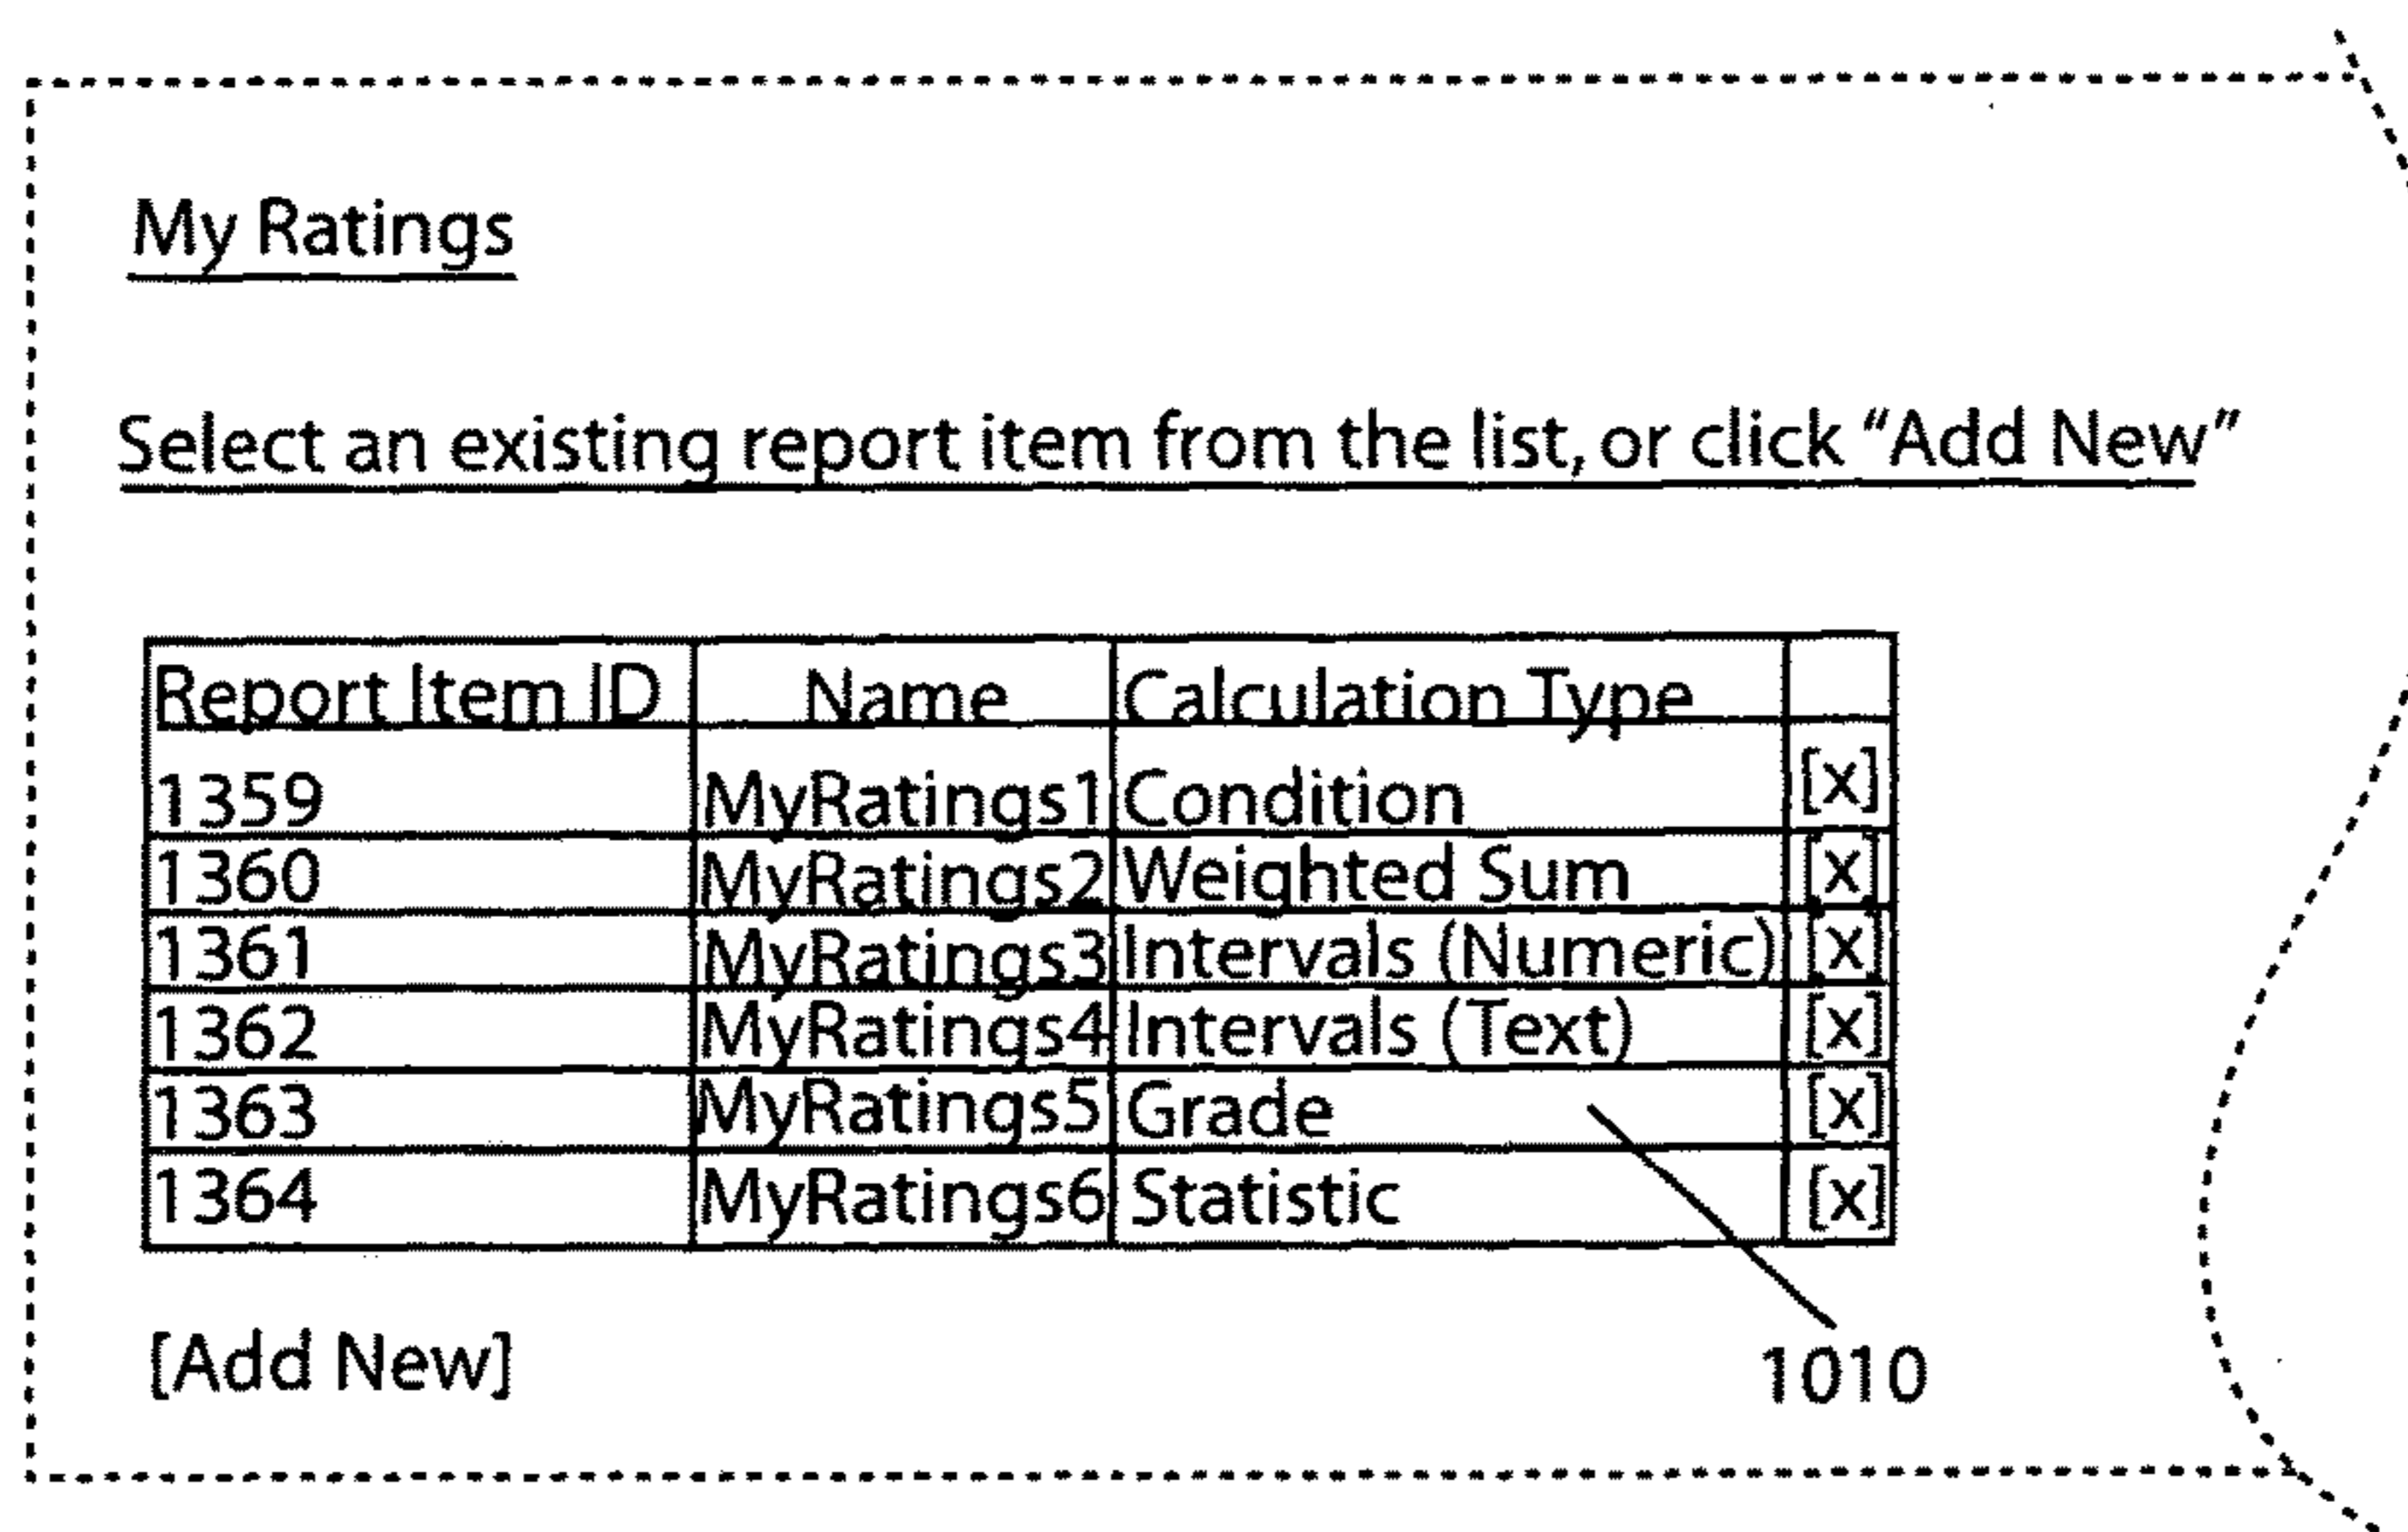 My Ratings
Select an existing report item from the list, or click “Add New”
Report Item ID Name Calculation Type
1359 MyRatings1 Condition [x]
1360 MyRatings2 Weighted Sum [x]
1361 MyRatings3 Intervals (Numeric) [x]
1362 MyRatings4 Intervals (Text) [x]
1363 MyRatings5 Grade [x]
1364 MyRatings6 Statistic [x]
[Add New]
1010